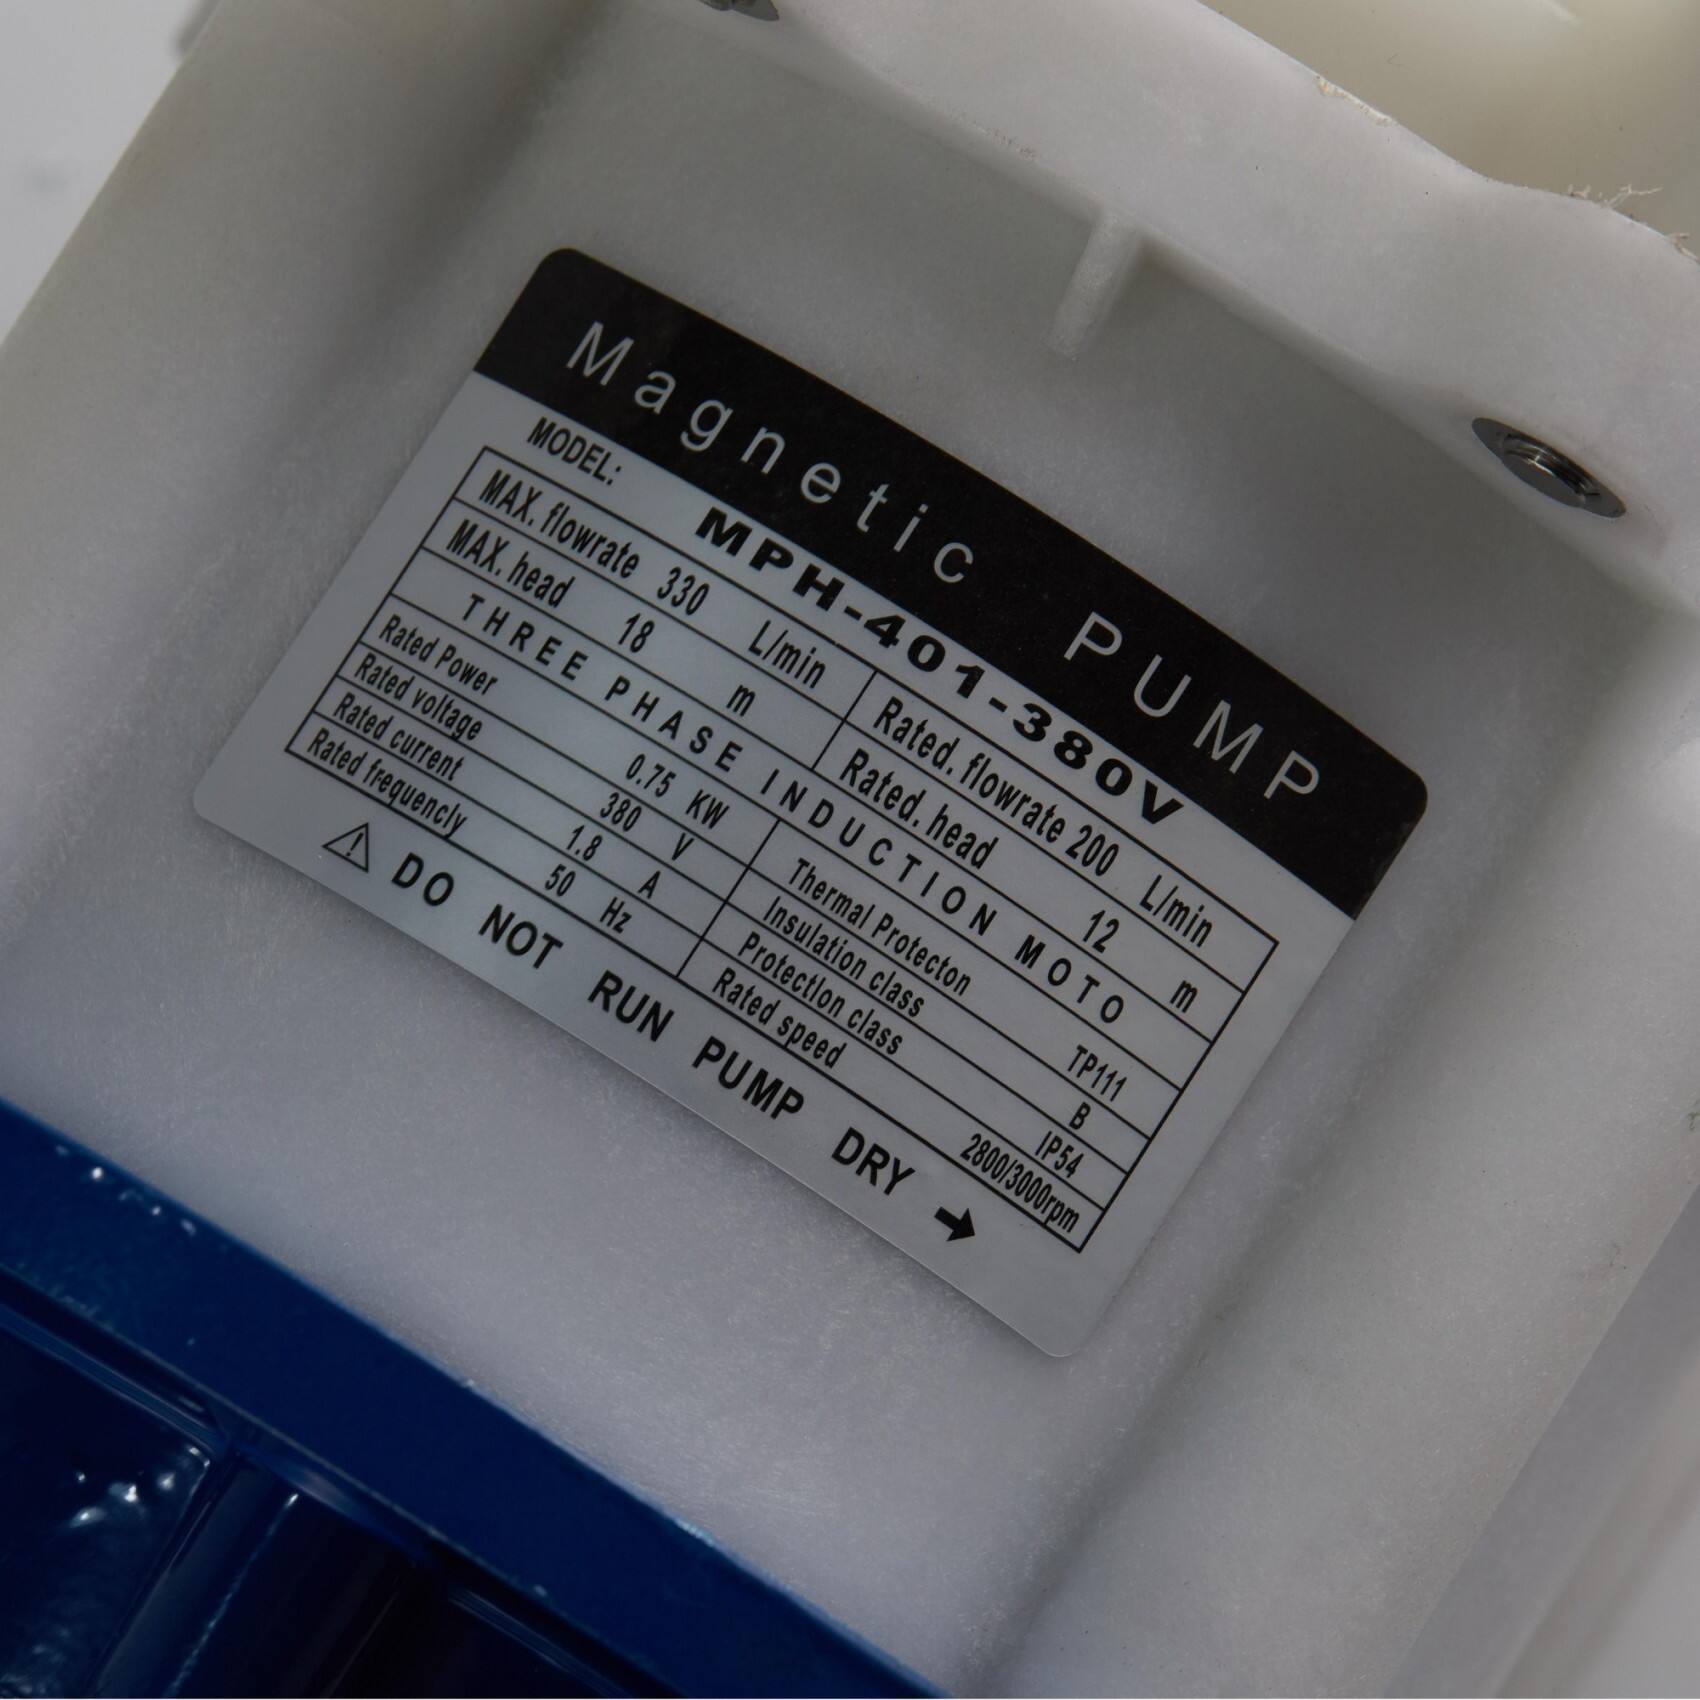 Magnetic PUMP
MODEL: MPH-401-380V
MAX. flowrate 330 L/min Rated. flowrate 200 L/min
MAX. head 18 m Rated. head 12 m
THREE PHASE INDUCTION MOTO
Rated Power 0.75 KW Thermal Protecton TP111
Rated voltage 380 V Insulation class B
Rated current 1.8 A Protection class IP54
Rated frequencly 50 Hz Rated speed 2800/3000rpm
⚠ DO NOT RUN PUMP DRY ➔